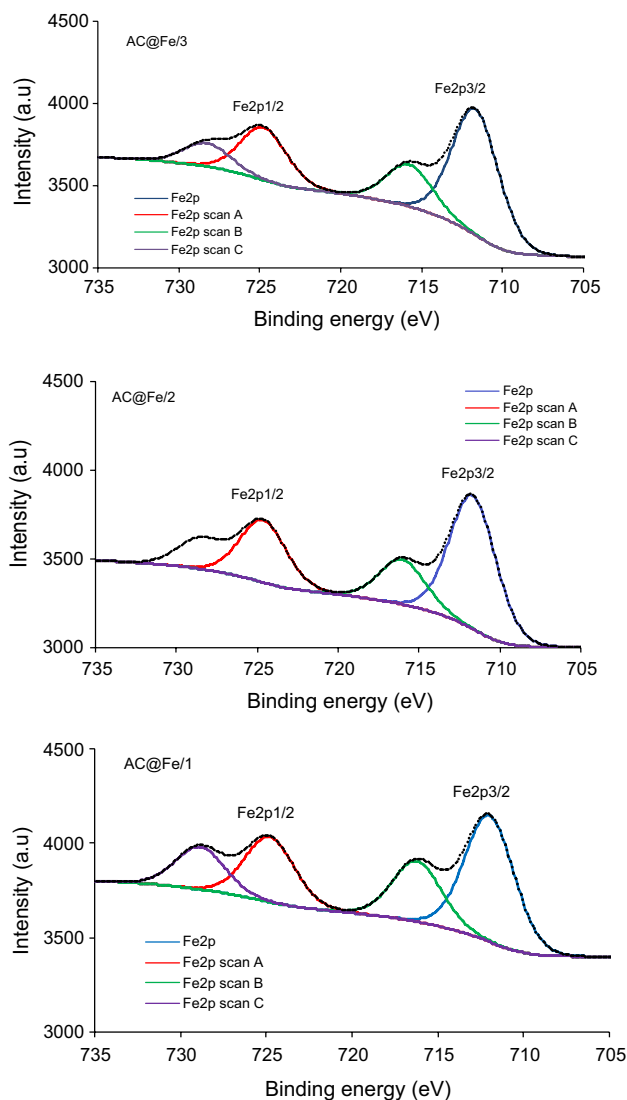 4500
AC@Fe/3
Fe2p3/2
Fe2p1/2
4000
3500
3000
Intensity (a.u)
Fe2p
Fe2p scan A
Fe2p scan B
Fe2p scan C
735 730 725 720 715 710 705
Binding energy (eV)
4500
AC@Fe/2
Fe2p
Fe2p scan A
Fe2p scan B
Fe2p scan C
Fe2p3/2
Fe2p1/2
4000
3500
3000
Intensity (a.u)
735 730 725 720 715 710 705
Binding energy (eV)
4500
AC@Fe/1
Fe2p3/2
Fe2p1/2
4000
3500
3000
Intensity (a.u)
Fe2p
Fe2p scan A
Fe2p scan B
Fe2p scan C
735 730 725 720 715 710 705
Binding energy (eV)